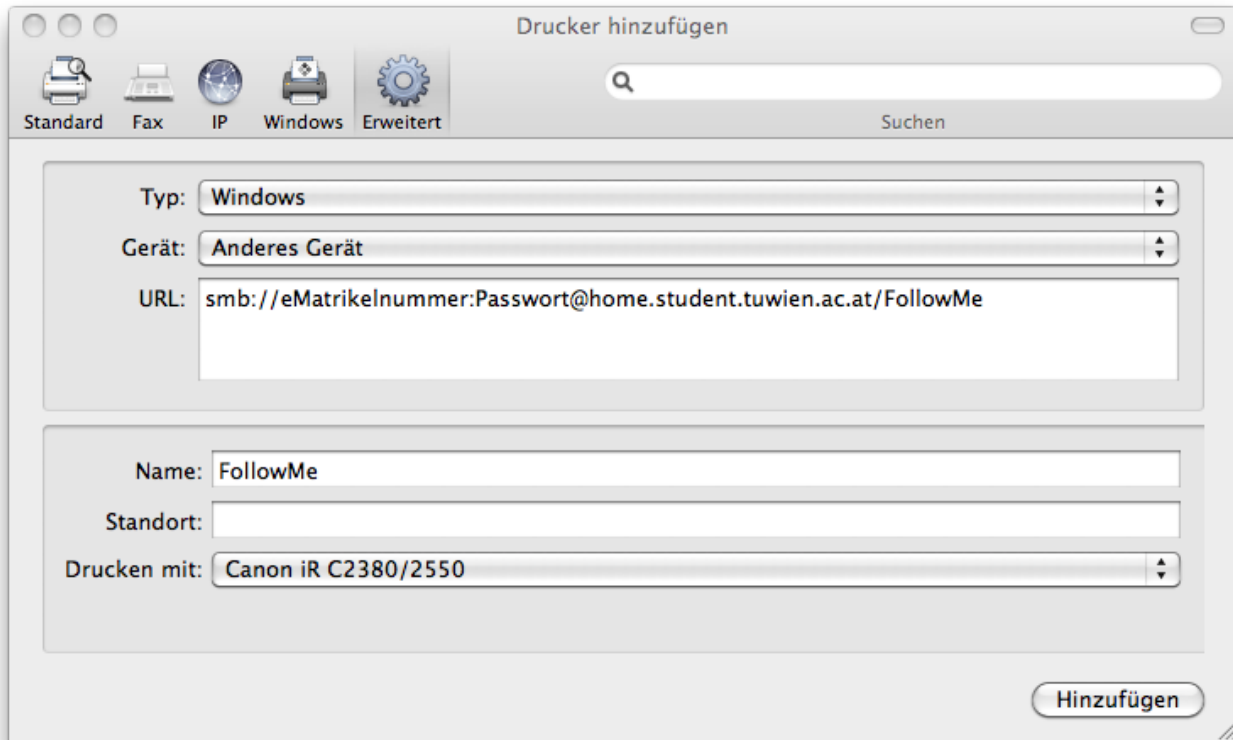 Drucker hinzufügen
Standard Fax IP Windows Erweitert
Suchen
Typ: Windows
Gerät: Anderes Gerät
URL: smb://eMatrikelnummer:Passwort@home.student.tuwien.ac.at/FollowMe
Name: FollowMe
Standort:
Drucken mit: Canon iR C2380/2550
Hinzufügen